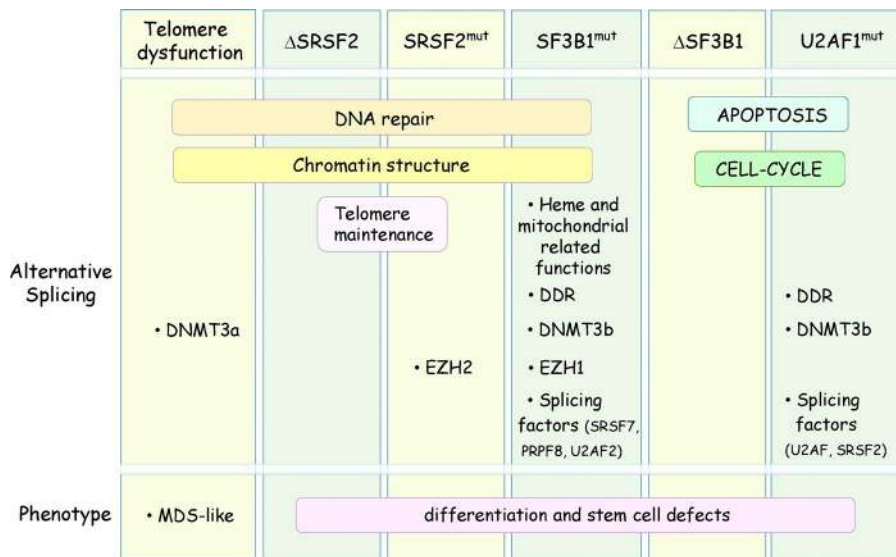 Telomere
dysfunction
ΔSRSF2
SRSF2mut
SF3B1mut
ΔSF3B1
U2AF1mut
DNA repair
APOPTOSIS
Chromatin structure
CELL-CYCLE
Telomere
maintenance
• Heme and
mitochondrial
related
functions
Alternative
Splicing
• DDR
• DDR
• DNMT3a
• DNMT3b
• DNMT3b
• EZH2
• EZH1
• Splicing
factors (SRSF7,
PRPF8, U2AF2)
• Splicing
factors
(U2AF, SRSF2)
Phenotype
• MDS-like
differentiation and stem cell defects